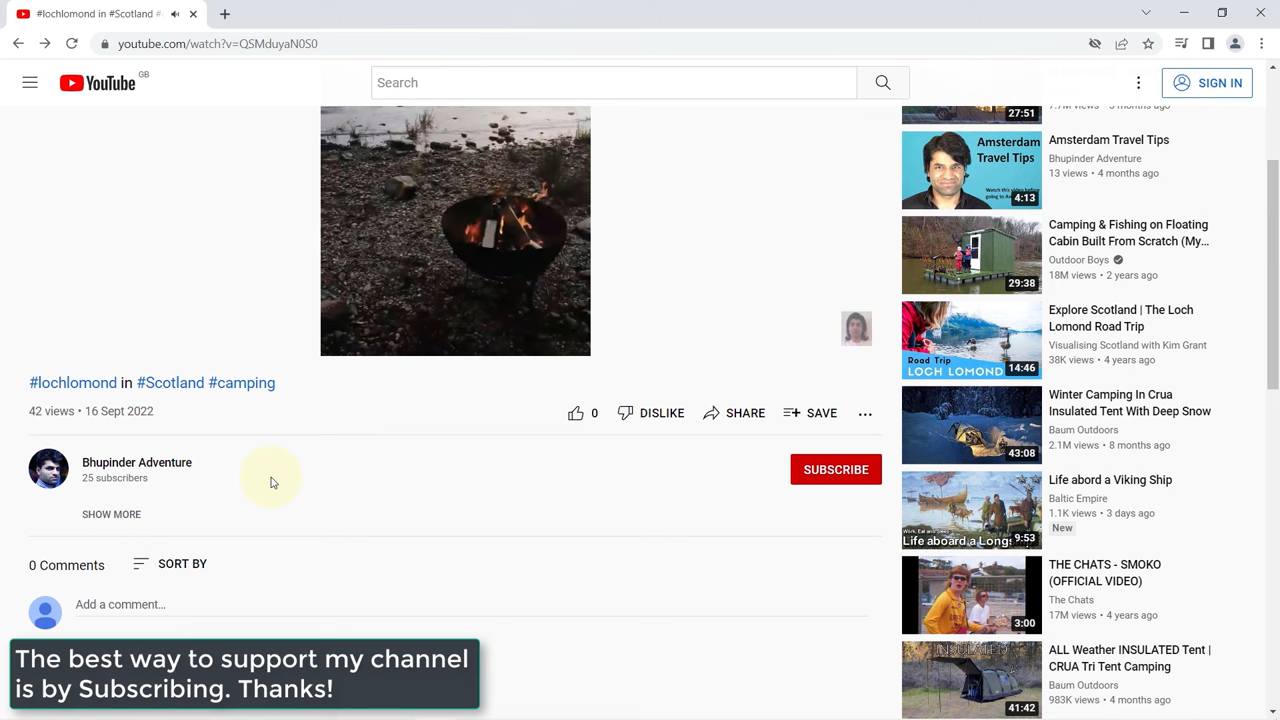 #lochlomond in #Scotland #
youtube.com/watch?v=QSMduyaN0S0
YouTube GB
Search
SIGN IN
27:51
Amsterdam
Travel Tips
4:13
Amsterdam Travel Tips
Bhupinder Adventure
13 views • 4 months ago
29:38
Camping & Fishing on Floating
Cabin Built From Scratch (My...
Outdoor Boys
18M views • 2 years ago
Road Trip
LOCH LOMOND
14:46
Explore Scotland | The Loch
Lomond Road Trip
Visualising Scotland with Kim Grant
38K views • 4 years ago
43:08
Winter Camping In Crua
Insulated Tent With Deep Snow
Baum Outdoors
2.1M views • 8 months ago
Life aboard a Longs
9:53
Life abord a Viking Ship
Baltic Empire
1.1K views • 3 days ago
New
3:00
THE CHATS - SMOKO
(OFFICIAL VIDEO)
The Chats
17M views • 4 years ago
INSULATED
41:42
ALL Weather INSULATED Tent |
CRUA Tri Tent Camping
Baum Outdoors
983K views • 4 months ago
#lochlomond in #Scotland #camping
42 views • 16 Sept 2022
0
DISLIKE
SHARE
SAVE
Bhupinder Adventure
25 subscribers
SUBSCRIBE
SHOW MORE
0 Comments
SORT BY
Add a comment...
The best way to support my channel
is by Subscribing. Thanks!